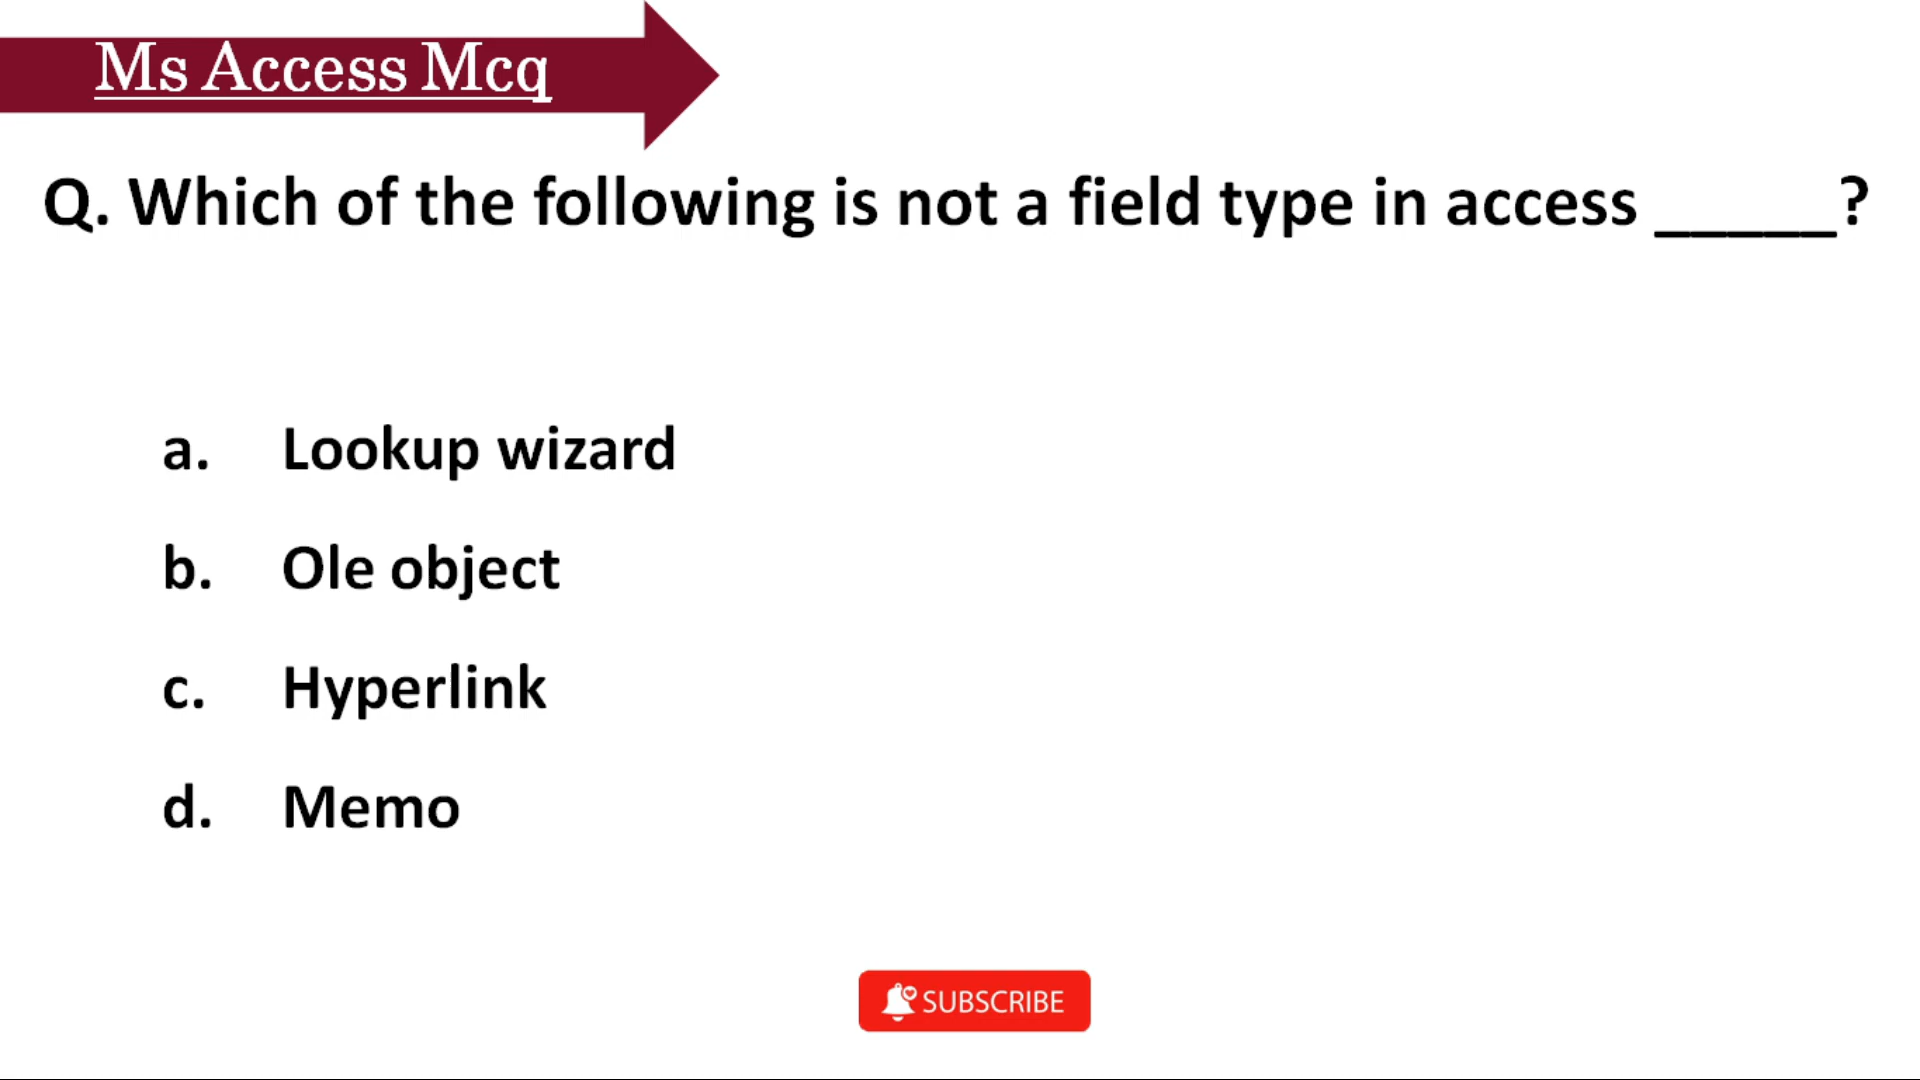 Ms Access Mcq
Q. Which of the following is not a field type in access _____?
a. Lookup wizard
b. Ole object
c. Hyperlink
d. Memo
SUBSCRIBE